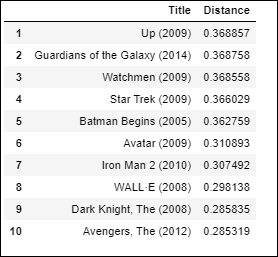 Title Distance
1 Up (2009) 0.368857
2 Guardians of the Galaxy (2014) 0.368758
3 Watchmen (2009) 0.368558
4 Star Trek (2009) 0.366029
5 Batman Begins (2005) 0.362759
6 Avatar (2009) 0.310893
7 Iron Man 2 (2010) 0.307492
8 WALL·E (2008) 0.298138
9 Dark Knight, The (2008) 0.285835
10 Avengers, The (2012) 0.285319